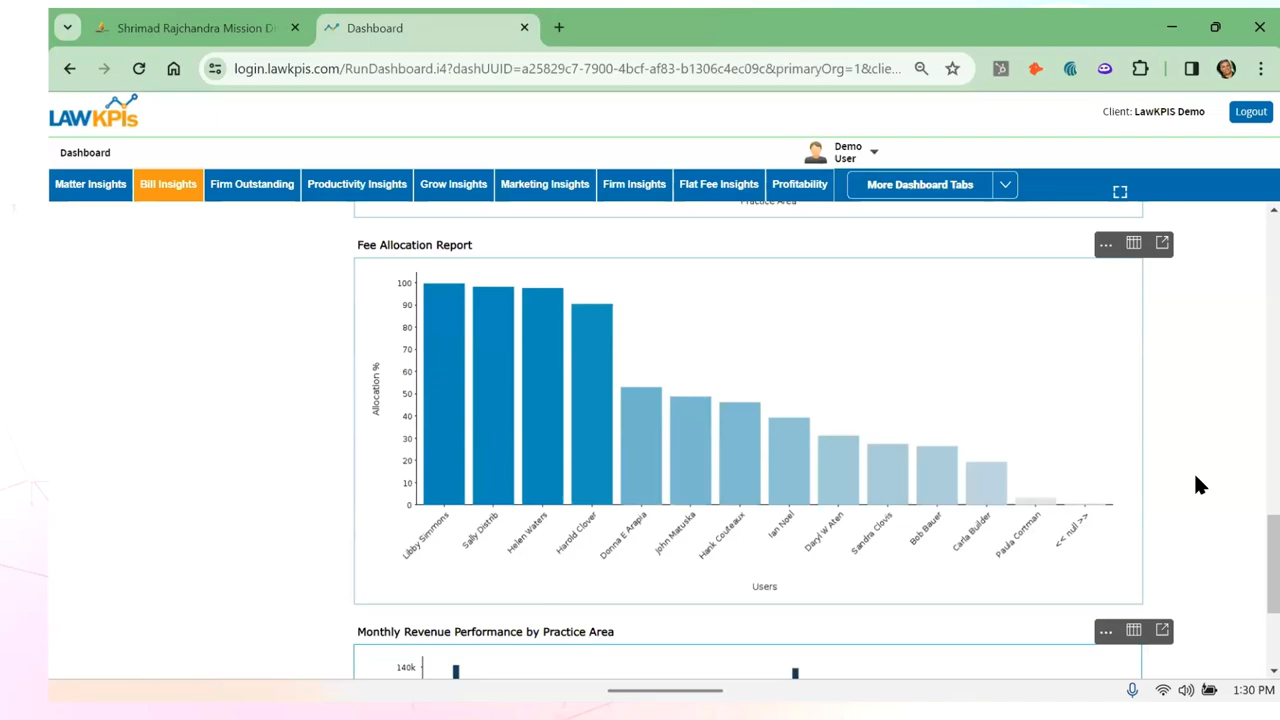 Shrimad Rajchandra Mission D
Dashboard
login.lawkpis.com/RunDashboard.i4?dashUUID=a25829c7-7900-4bcf-af83-b1306c4ec09c&primaryOrg=1&clie...
LAWKPIs
Client: LawKPIS Demo
Logout
Dashboard
Demo
User
Matter Insights
Bill Insights
Firm Outstanding
Productivity Insights
Grow Insights
Marketing Insights
Firm Insights
Flat Fee Insights
Profitability
More Dashboard Tabs
Practice Area
Fee Allocation Report
100
90
80
70
60
50
40
30
20
10
0
Allocation %
Libby Simmons
Sally Distrib
Helen Waters
Harold Clover
Donna E Arapia
John Matuska
Hank Couteaux
Ian Noel
Daryl W Aten
Sandra Clovis
Bob Bauer
Carla Builder
Paula Cortman
<< null >>
Users
Monthly Revenue Performance by Practice Area
140k
1:30 PM